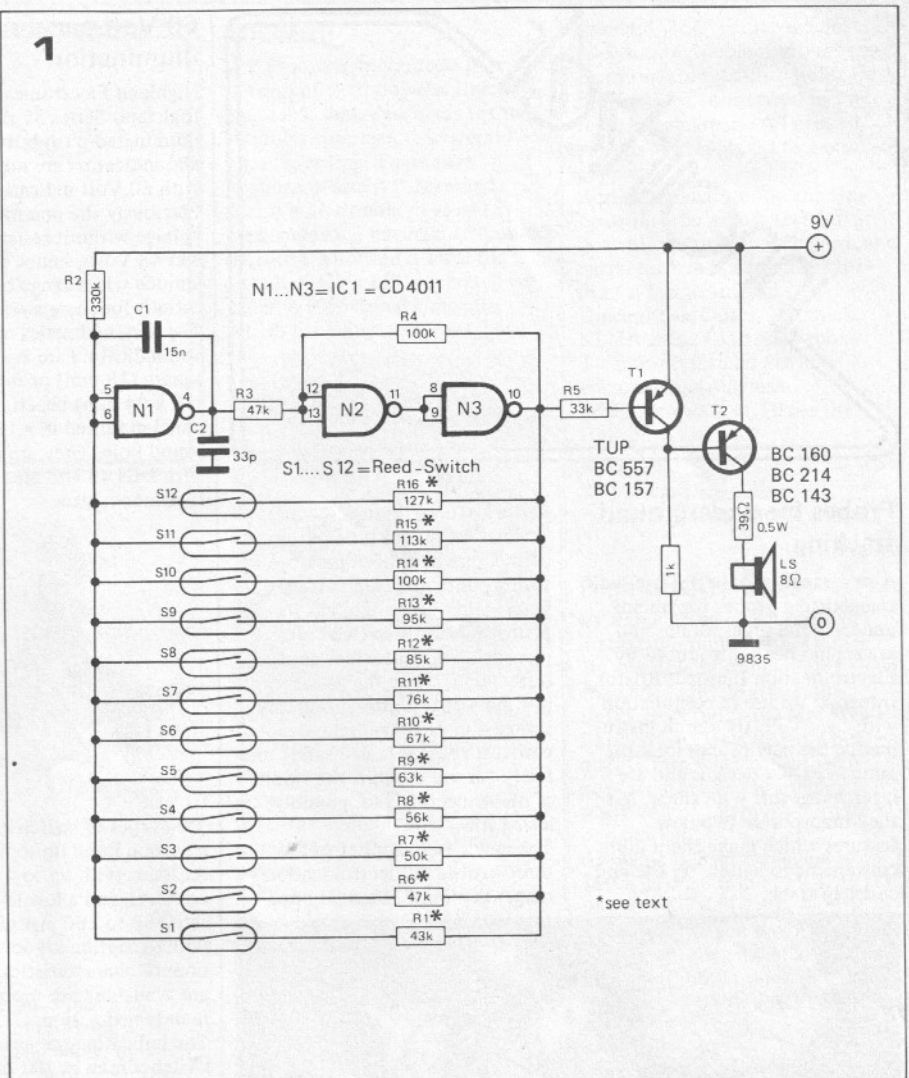 1
9V
+
R2
330k
C1
15n
N1...N3=IC1=CD4011
R4
100k
5
6
N1
4
R3
47k
12
13
N2
11
8
9
N3
10
R5
33k
T1
T2
C2
33p
TUP
BC 557
BC 157
BC 160
BC 214
BC 143
S1....S12=Reed-Switch
39Ω
0.5W
1k
LS
8Ω
0
9835
S12
R16*
127k
S11
R15*
113k
S10
R14*
100k
S9
R13*
95k
S8
R12*
85k
S7
R11*
76k
S6
R10*
67k
S5
R9*
63k
S4
R8*
56k
S3
R7*
50k
S2
R6*
47k
S1
R1*
43k
*see text